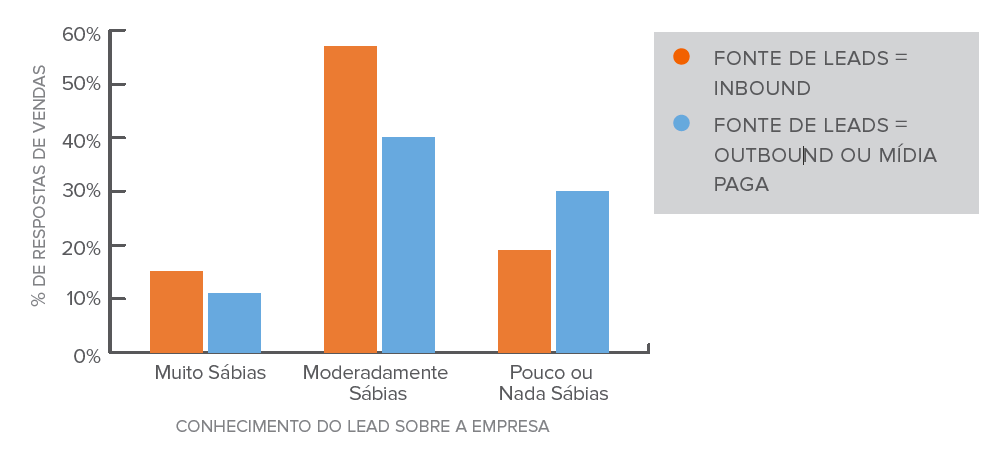 % DE RESPOSTAS DE VENDAS
60%
50%
40%
30%
20%
10%
0%
Muito Sábias
Moderadamente
Sábias
Pouco ou
Nada Sábias
CONHECIMENTO DO LEAD SOBRE A EMPRESA
FONTE DE LEADS =
INBOUND
FONTE DE LEADS =
OUTBOUND OU MÍDIA
PAGA